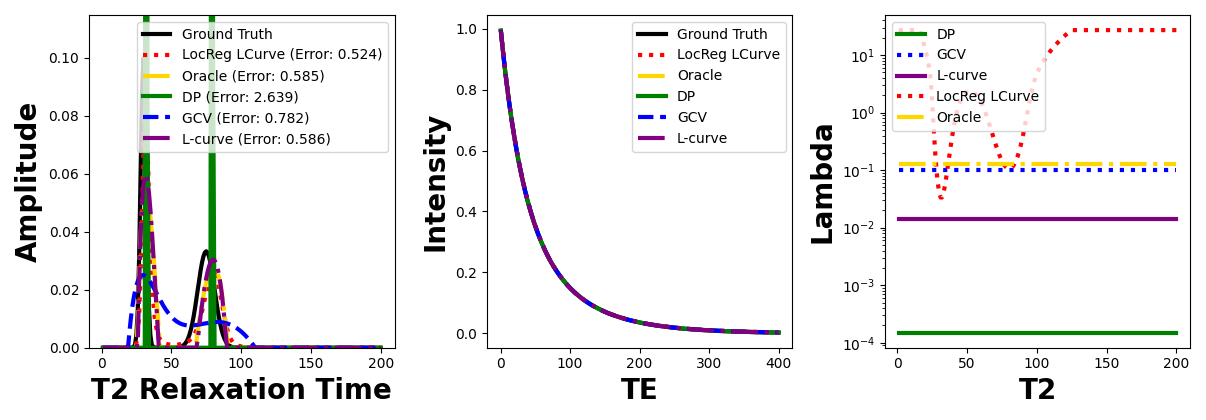 Amplitude
0.10
0.08
0.06
0.04
0.02
0.00
Ground Truth
LocReg LCurve (Error: 0.524)
Oracle (Error: 0.585)
DP (Error: 2.639)
GCV (Error: 0.782)
L-curve (Error: 0.586)
0 50 100 150 200
T2 Relaxation Time
Intensity
1.0
0.8
0.6
0.4
0.2
0.0
Ground Truth
LocReg LCurve
Oracle
DP
GCV
L-curve
0 100 200 300 400
TE
Lambda
10¹
10⁰
10⁻¹
10⁻²
10⁻³
10⁻⁴
DP
GCV
L-curve
LocReg LCurve
Oracle
0 50 100 150 200
T2